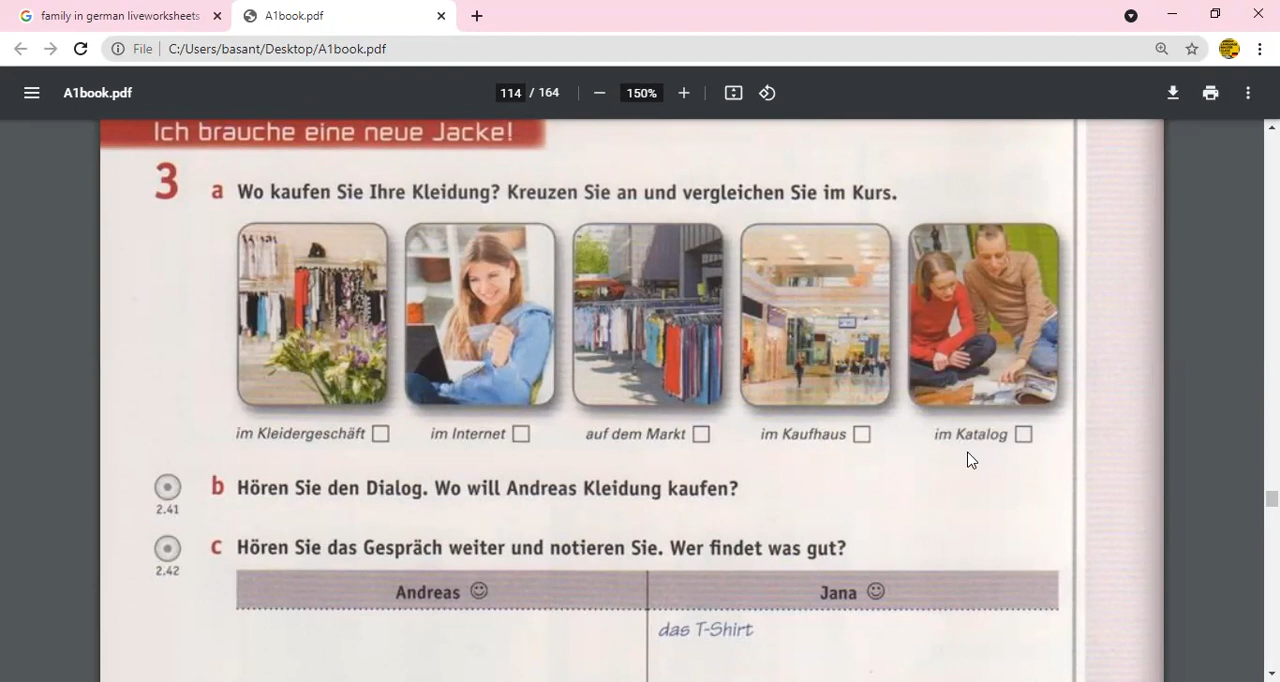 family in german liveworksheets
A1book.pdf
File
C:/Users/basant/Desktop/A1book.pdf
A1book.pdf
114 / 164
150%
Ich brauche eine neue Jacke!
3
a Wo kaufen Sie Ihre Kleidung? Kreuzen Sie an und vergleichen Sie im Kurs.
im Kleidergeschäft
im Internet
auf dem Markt
im Kaufhaus
im Katalog
2.41
b Hören Sie den Dialog. Wo will Andreas Kleidung kaufen?
2.42
c Hören Sie das Gespräch weiter und notieren Sie. Wer findet was gut?
Andreas ☺
Jana ☺
das T-Shirt